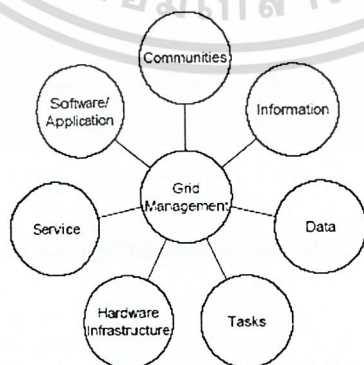 Communities
Software/
Application
Information
Grid
Management
Service
Data
Hardware
Infrastructure
Tasks